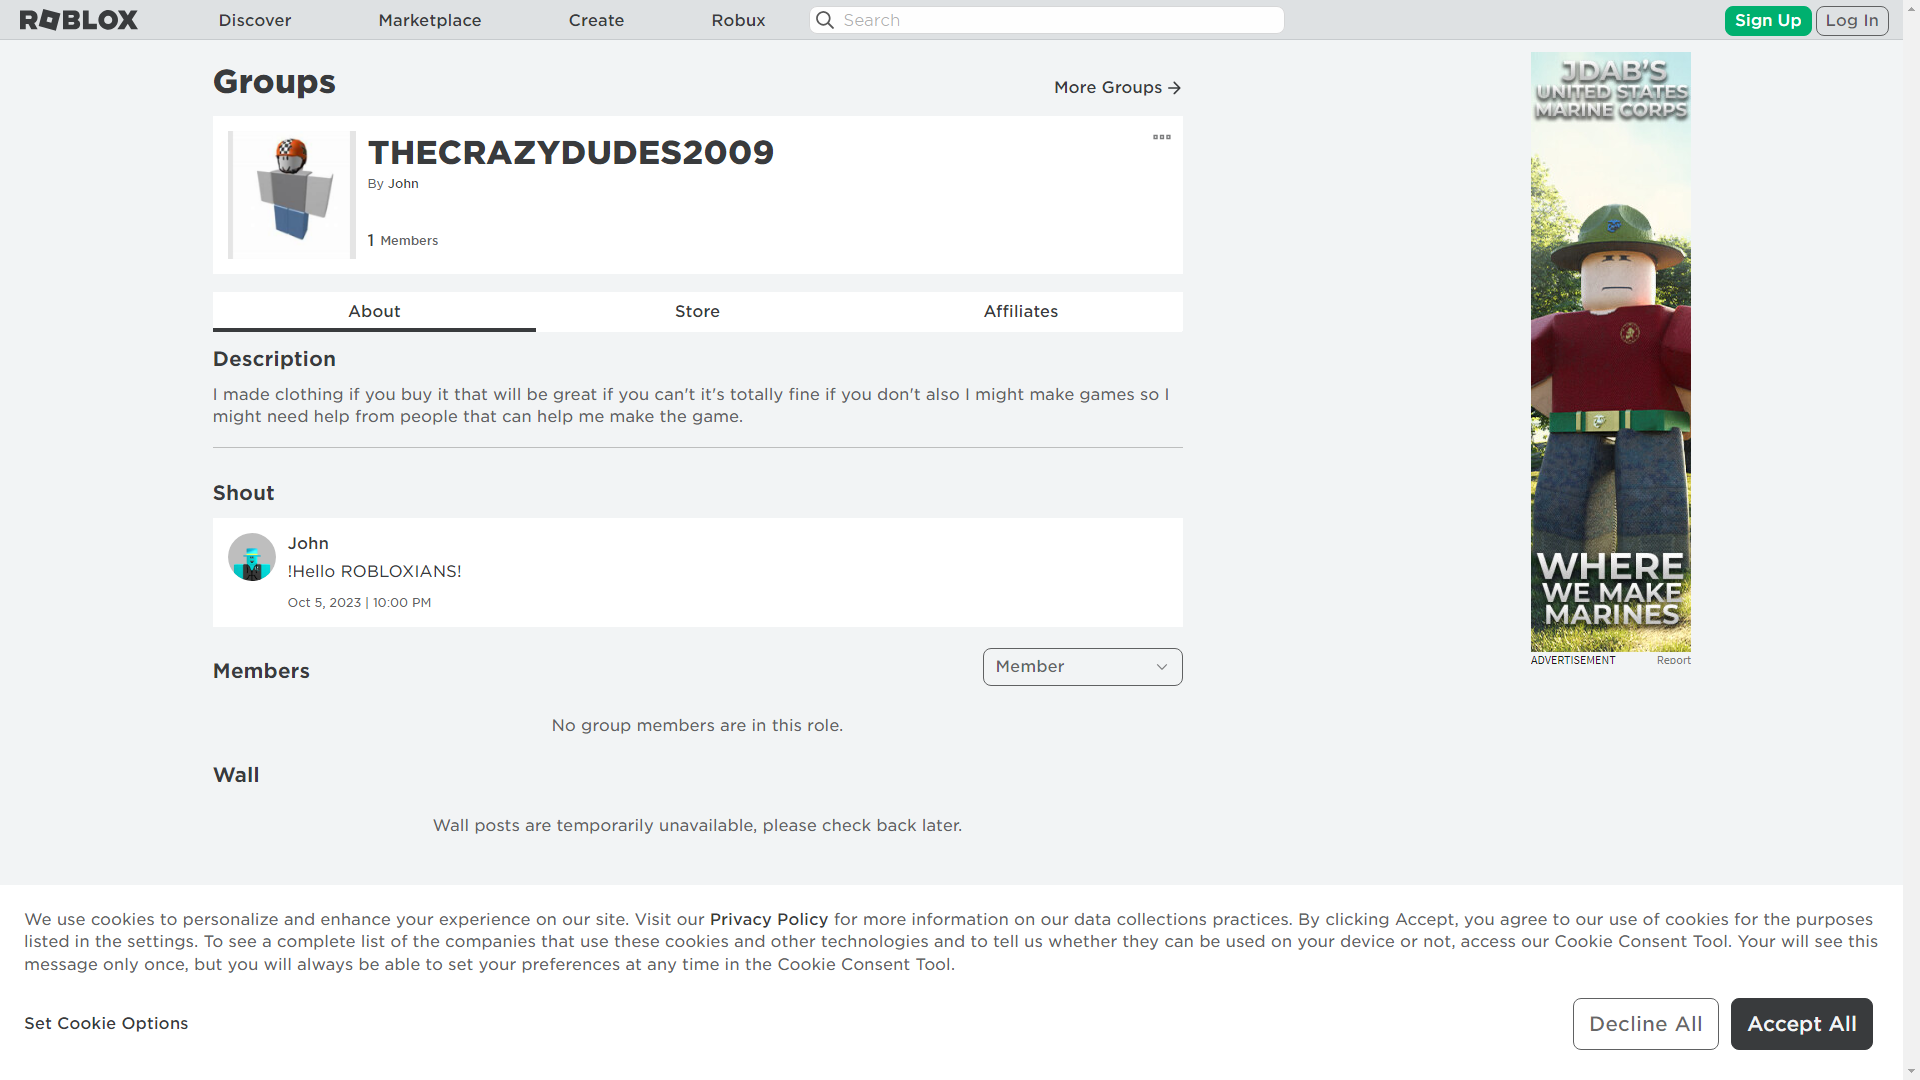 ROBLOX
Discover
Marketplace
Create
Robux
Search
Sign Up
Log In
Groups
More Groups
THECRAZYDUDES2009
By John
1 Members
About
Store
Affiliates
Description
I made clothing if you buy it that will be great if you can't it's totally fine if you don't also I might make games so I
might need help from people that can help me make the game.
Shout
John
!Hello ROBLOXIANS!
Oct 5, 2023 | 10:00 PM
Members
Member
No group members are in this role.
Wall
Wall posts are temporarily unavailable, please check back later.
JDAB'S
UNITED STATES
MARINE CORPS
WHERE
WE MAKE
MARINES
ADVERTISEMENT
Report
We use cookies to personalize and enhance your experience on our site. Visit our Privacy Policy for more information on our data collections practices. By clicking Accept, you agree to our use of cookies for the purposes
listed in the settings. To see a complete list of the companies that use these cookies and other technologies and to tell us whether they can be used on your device or not, access our Cookie Consent Tool. Your will see this
message only once, but you will always be able to set your preferences at any time in the Cookie Consent Tool.
Set Cookie Options
Decline All
Accept All